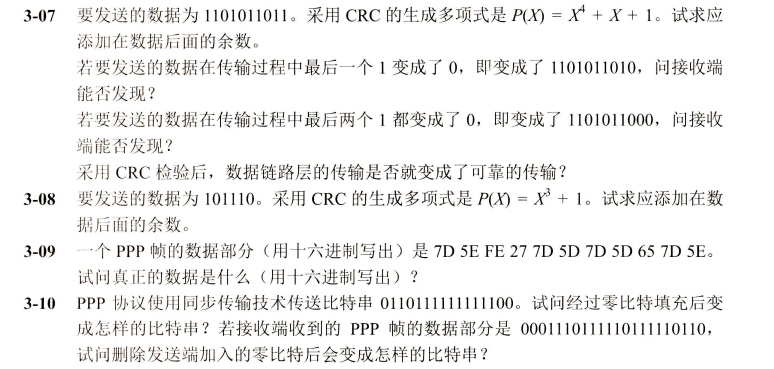 3-07 要发送的数据为 1101011011。采用 CRC 的生成多项式是 P(X) = X⁴ + X + 1。试求应
添加在数据后面的余数。
若要发送的数据在传输过程中最后一个 1 变成了 0，即变成了 1101011010，问接收端
能否发现？
若要发送的数据在传输过程中最后两个 1 都变成了 0，即变成了 1101011000，问接收
端能否发现？
采用 CRC 检验后，数据链路层的传输是否就变成了可靠的传输？
3-08 要发送的数据为 101110。采用 CRC 的生成多项式是 P(X) = X³ + 1。试求应添加在数
据后面的余数。
3-09 一个 PPP 帧的数据部分（用十六进制写出）是 7D 5E FE 27 7D 5D 7D 5D 65 7D 5E。
试问真正的数据是什么（用十六进制写出）？
3-10 PPP 协议使用同步传输技术传送比特串 0110111111111100。试问经过零比特填充后变
成怎样的比特串？若接收端收到的 PPP 帧的数据部分是 0001110111110111110110，
试问删除发送端加入的零比特后会变成怎样的比特串？